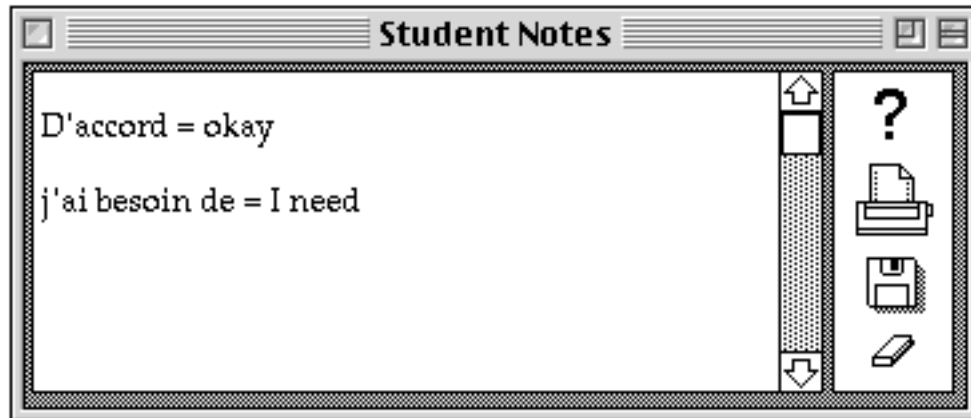 Student Notes
D'accord = okay
j'ai besoin de = I need
?